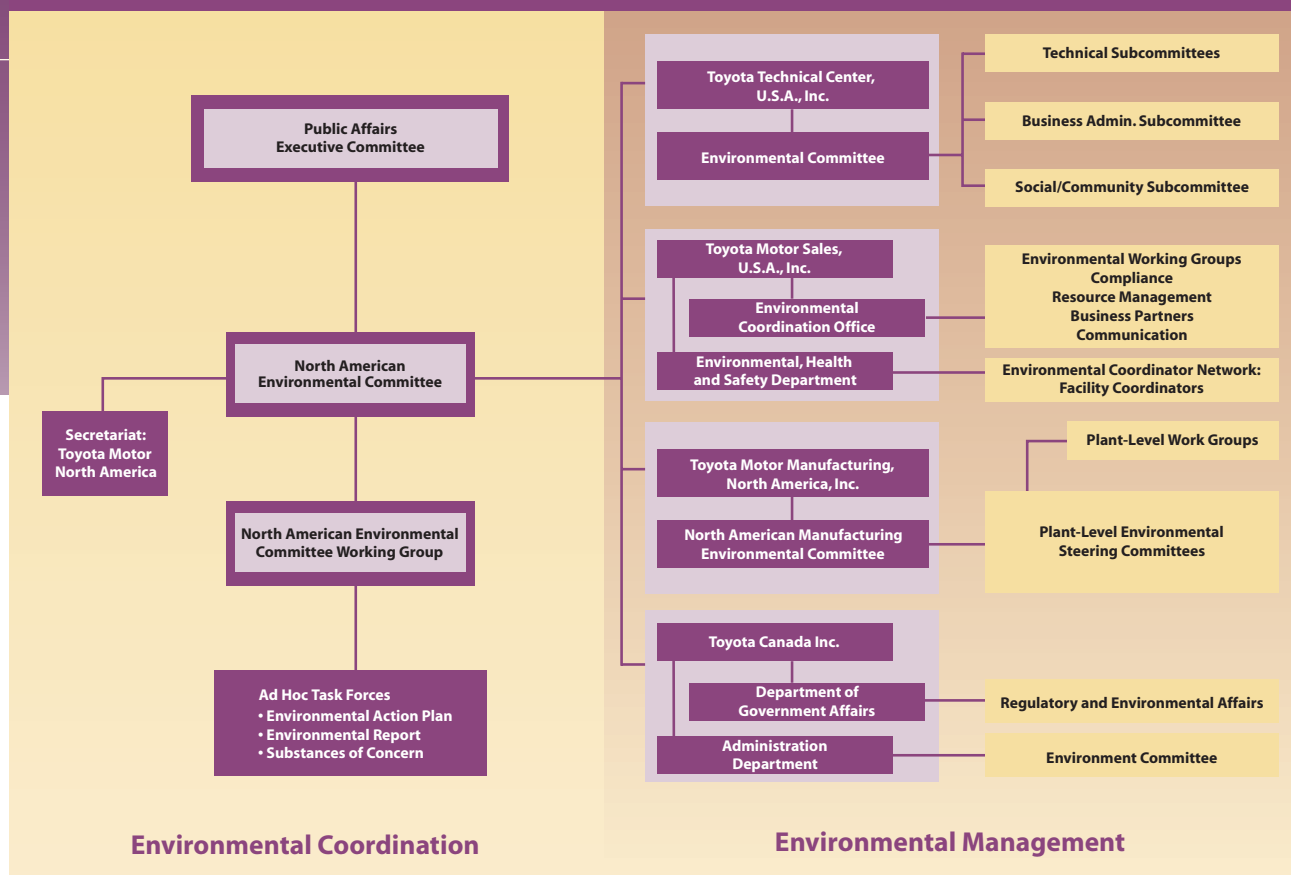 Public Affairs
Executive Committee
North American
Environmental Committee
Secretariat:
Toyota Motor
North America
North American Environmental
Committee Working Group
Ad Hoc Task Forces
• Environmental Action Plan
• Environmental Report
• Substances of Concern
Environmental Coordination
Toyota Technical Center,
U.S.A., Inc.
Environmental Committee
Technical Subcommittees
Business Admin. Subcommittee
Social/Community Subcommittee
Toyota Motor Sales,
U.S.A., Inc.
Environmental
Coordination Office
Environmental, Health
and Safety Department
Environmental Working Groups
Compliance
Resource Management
Business Partners
Communication
Environmental Coordinator Network:
Facility Coordinators
Toyota Motor Manufacturing,
North America, Inc.
North American Manufacturing
Environmental Committee
Plant-Level Work Groups
Plant-Level Environmental
Steering Committees
Toyota Canada Inc.
Department of
Government Affairs
Administration
Department
Regulatory and Environmental Affairs
Environment Committee
Environmental Management